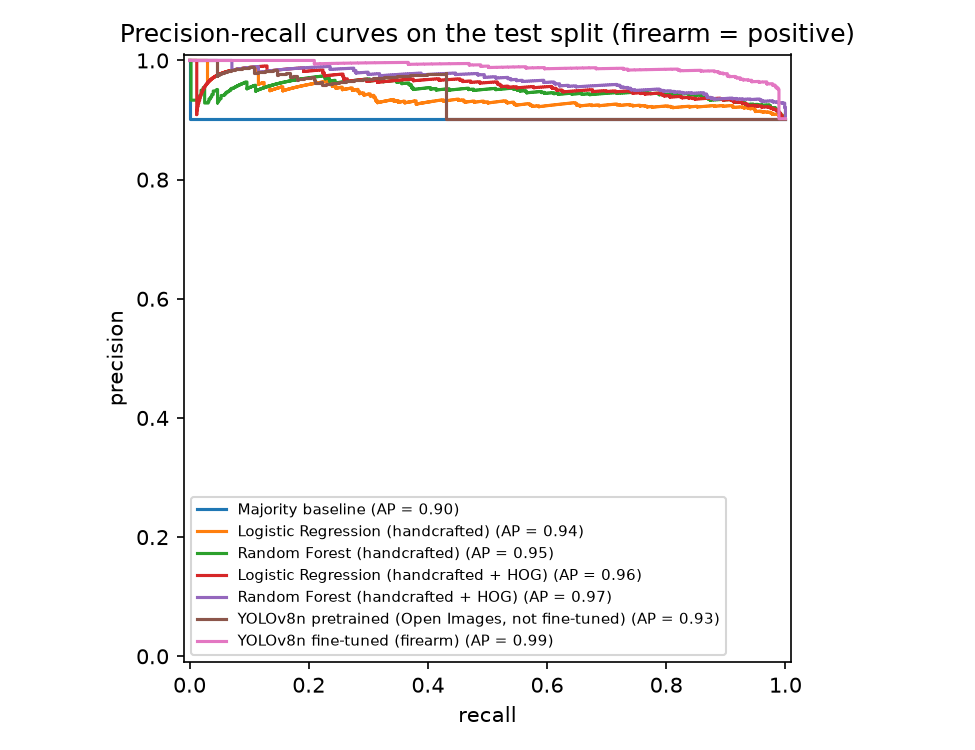 Precision-recall curves on the test split (firearm = positive)
1.0
0.8
0.6
0.4
0.2
0.0
precision
Majority baseline (AP = 0.90)
Logistic Regression (handcrafted) (AP = 0.94)
Random Forest (handcrafted) (AP = 0.95)
Logistic Regression (handcrafted + HOG) (AP = 0.96)
Random Forest (handcrafted + HOG) (AP = 0.97)
YOLOv8n pretrained (Open Images, not fine-tuned) (AP = 0.93)
YOLOv8n fine-tuned (firearm) (AP = 0.99)
0.0 0.2 0.4 0.6 0.8 1.0
recall